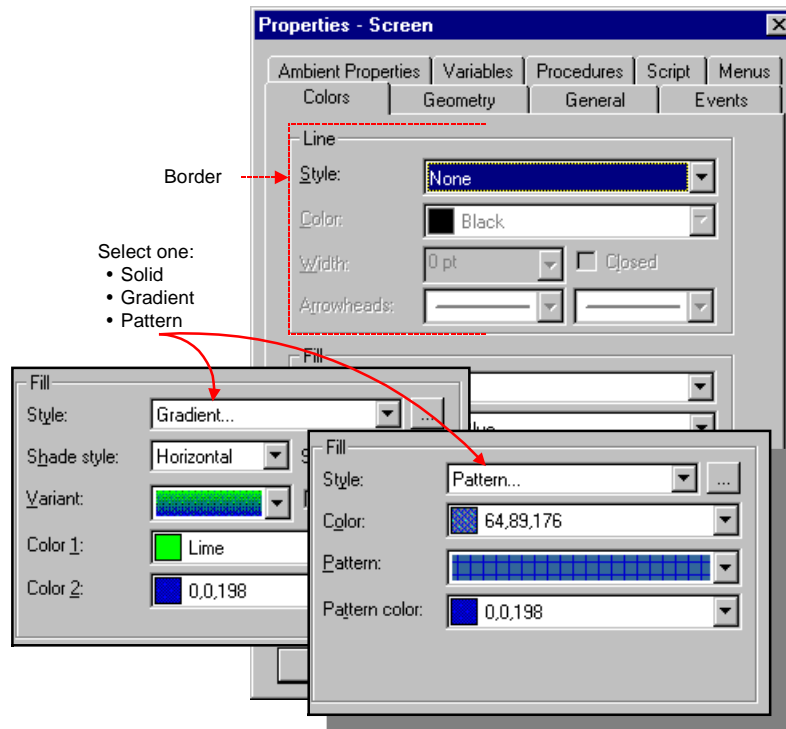 Properties - Screen
Ambient Properties Variables Procedures Script Menus
Colors Geometry General Events
Line
Border
Style: None
Color: Black
Width: 0 pt Closed
Arrowheads:
Select one:
• Solid
• Gradient
• Pattern
Fill
Fill
Style: Gradient... ...
Shade style: Horizontal
Variant:
Color 1: Lime
Color 2: 0,0,198
Fill
Style: Pattern... ...
Color: 64,89,176
Pattern:
Pattern color: 0,0,198